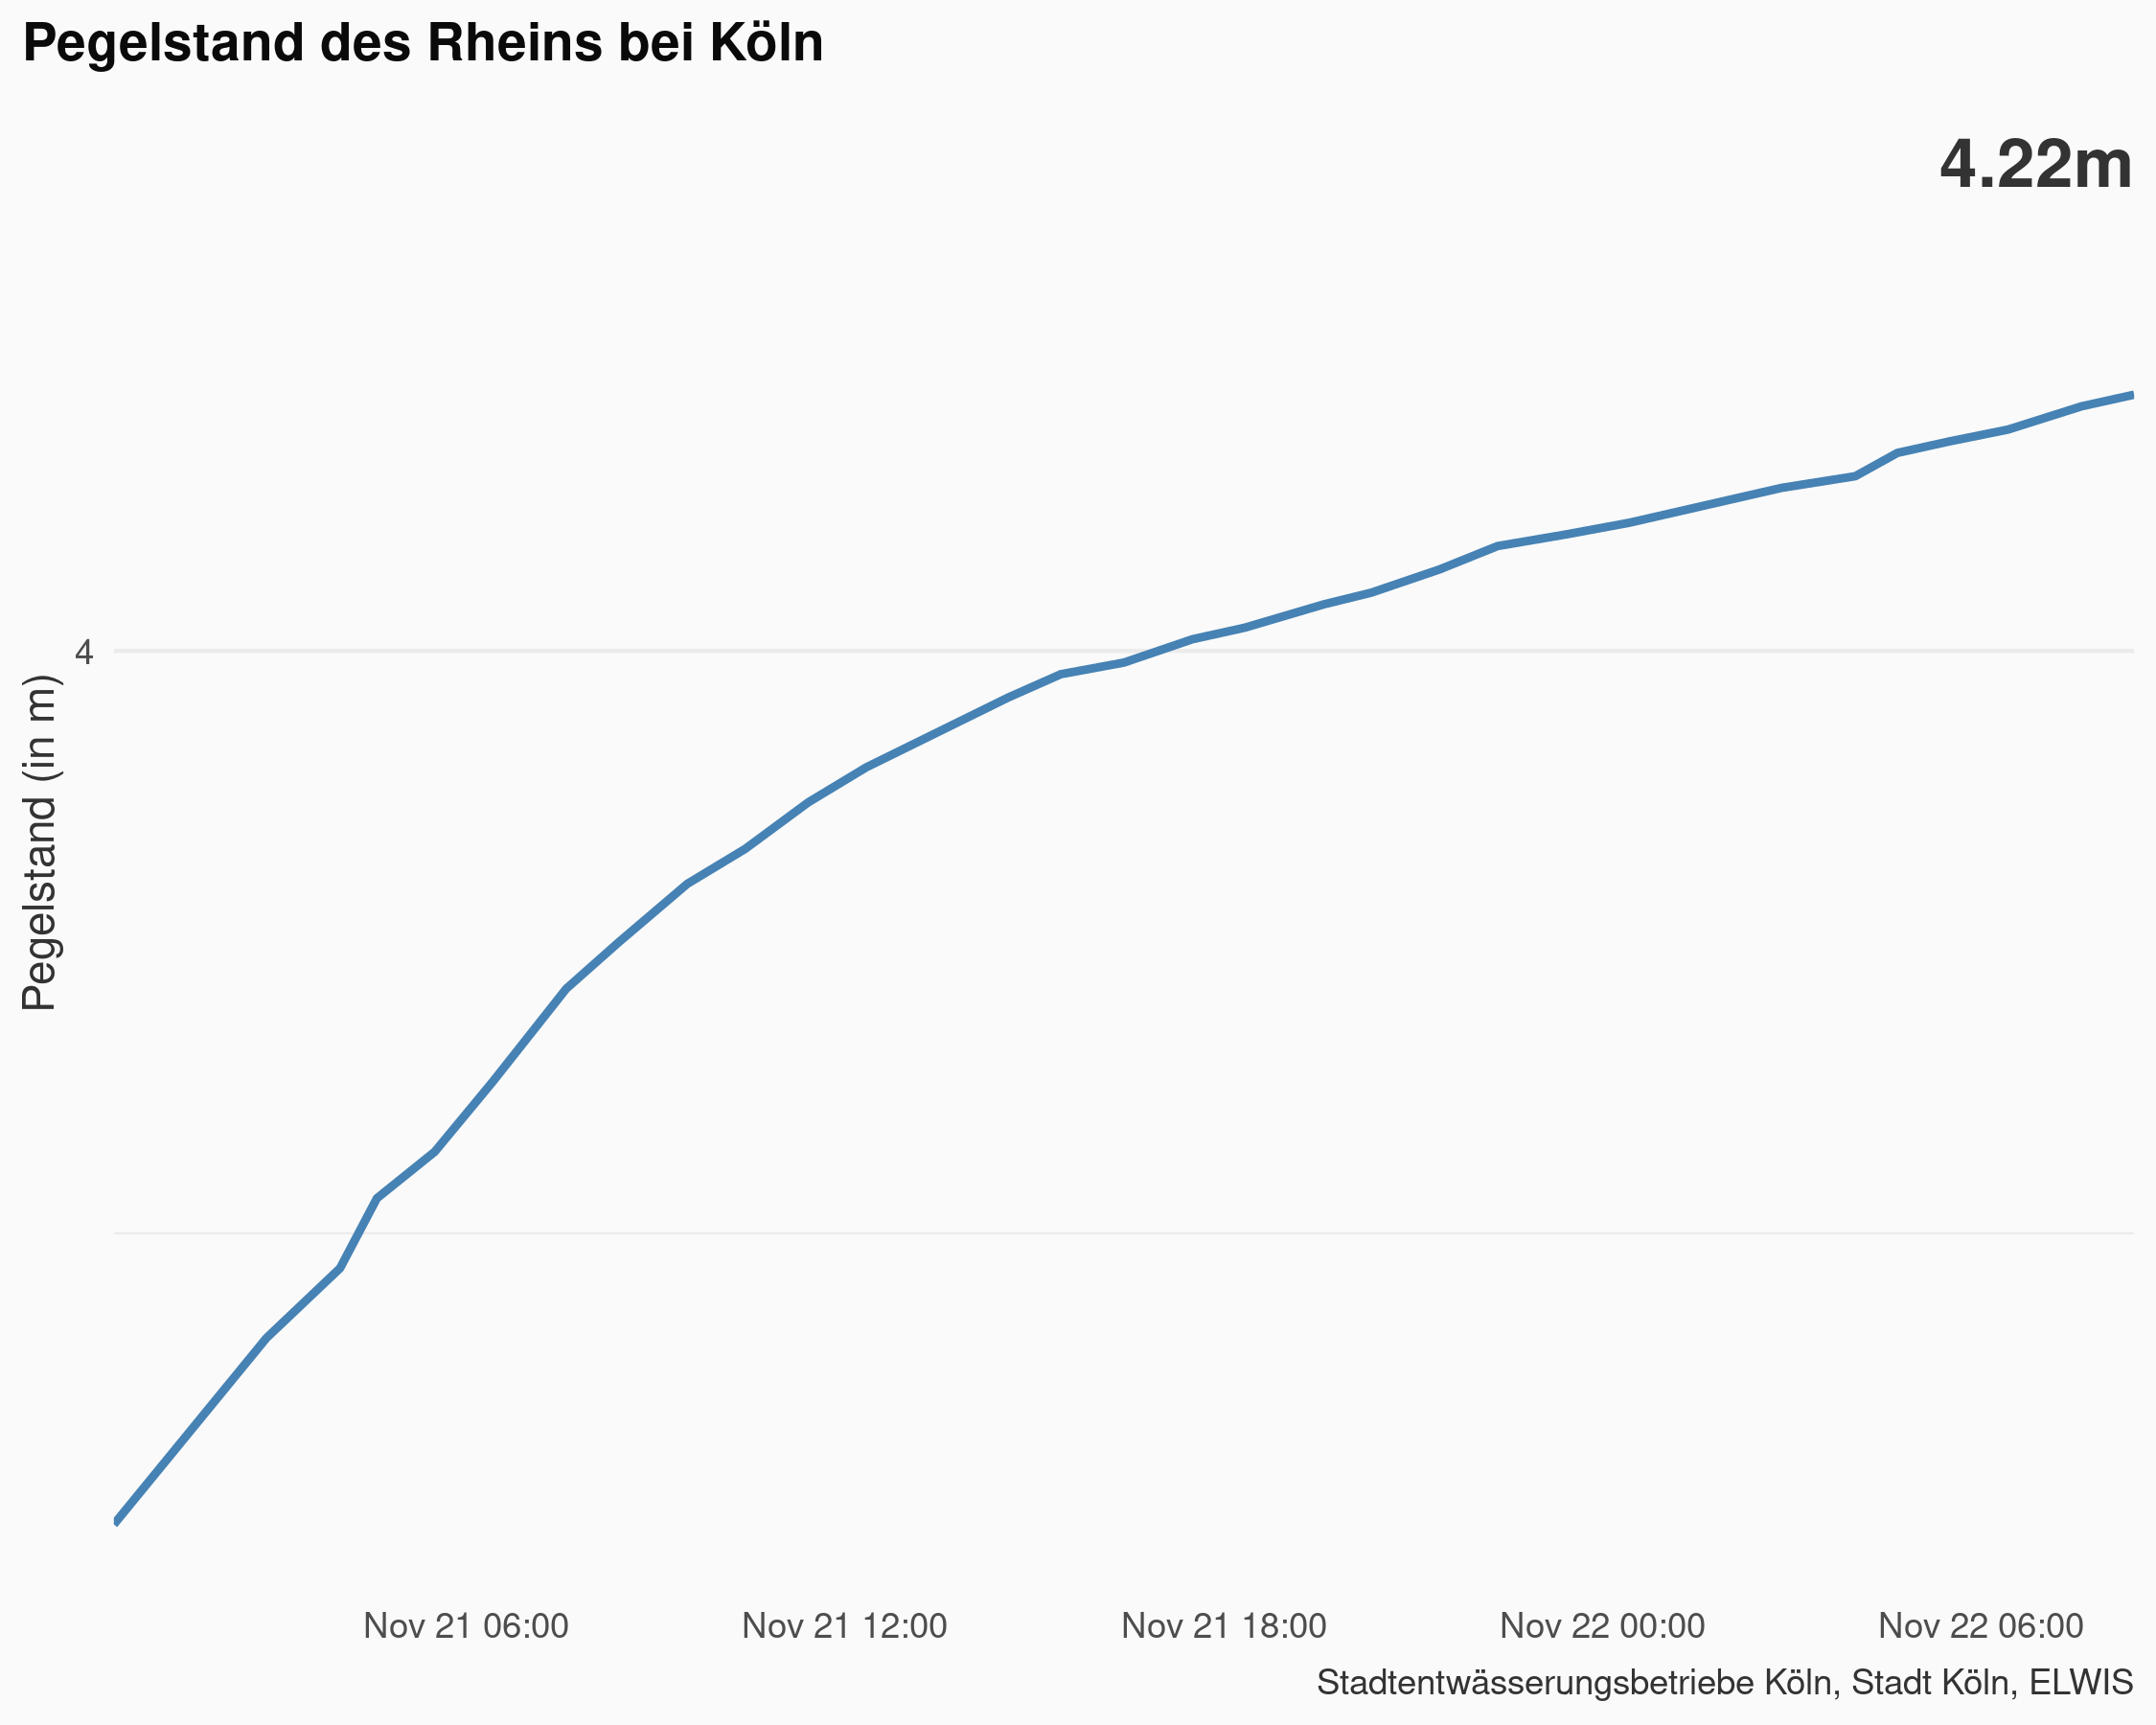 Pegelstand des Rheins bei Köln
4.22m
4
Pegelstand (in m)
Nov 21 06:00
Nov 21 12:00
Nov 21 18:00
Nov 22 00:00
Nov 22 06:00
Stadtentwässerungsbetriebe Köln, Stadt Köln, ELWIS